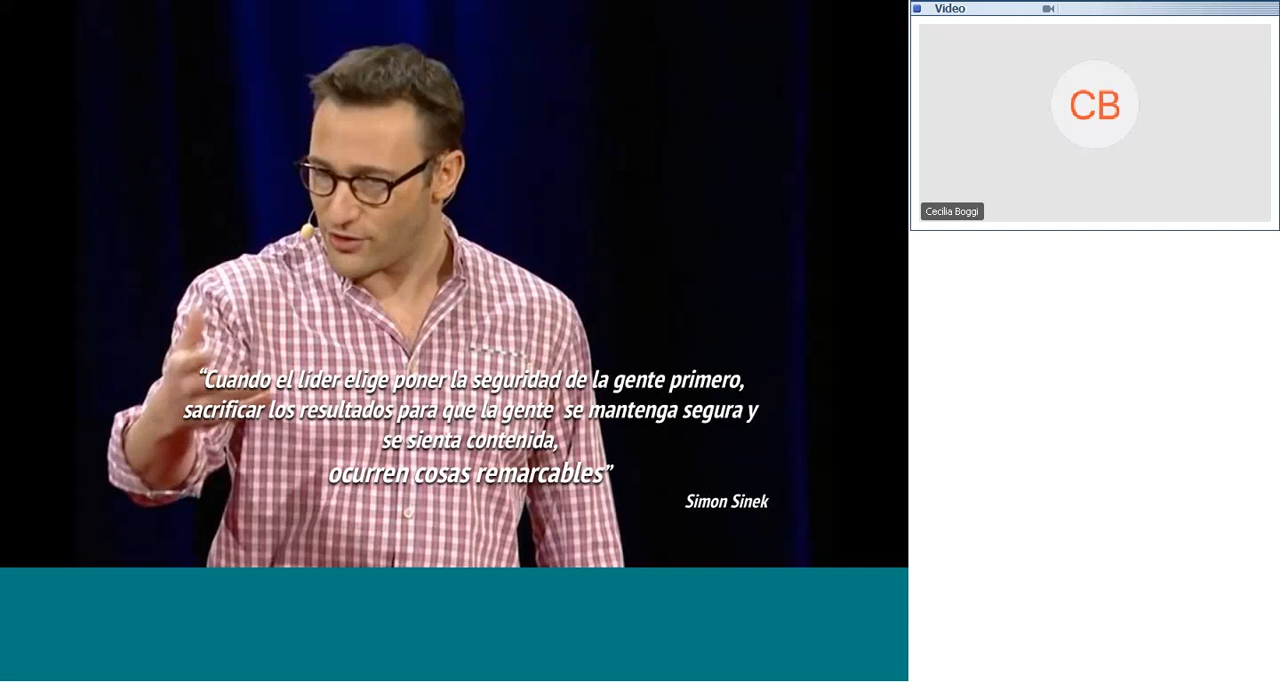 “Cuando el líder elige poner la seguridad de la gente primero,
sacrificar los resultados para que la gente se mantenga segura y
se sienta contenida,
ocurren cosas remarcables”
Simon Sinek
Video
CB
Cecilia Boggi